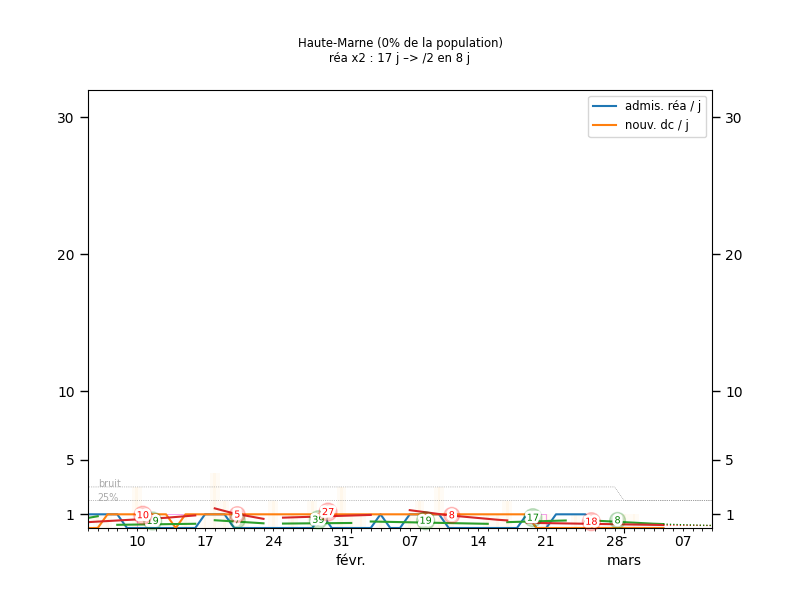 Haute-Marne (0% de la population)
réa x2 : 17 j –> /2 en 8 j
admis. réa / j
nouv. dc / j
30 30
20 20
10 10
5 5
bruit
25%
1 1
10 19 5 39 27 19 8 17 18 8
10 17 24 31 07 14 21 28 07
févr. mars